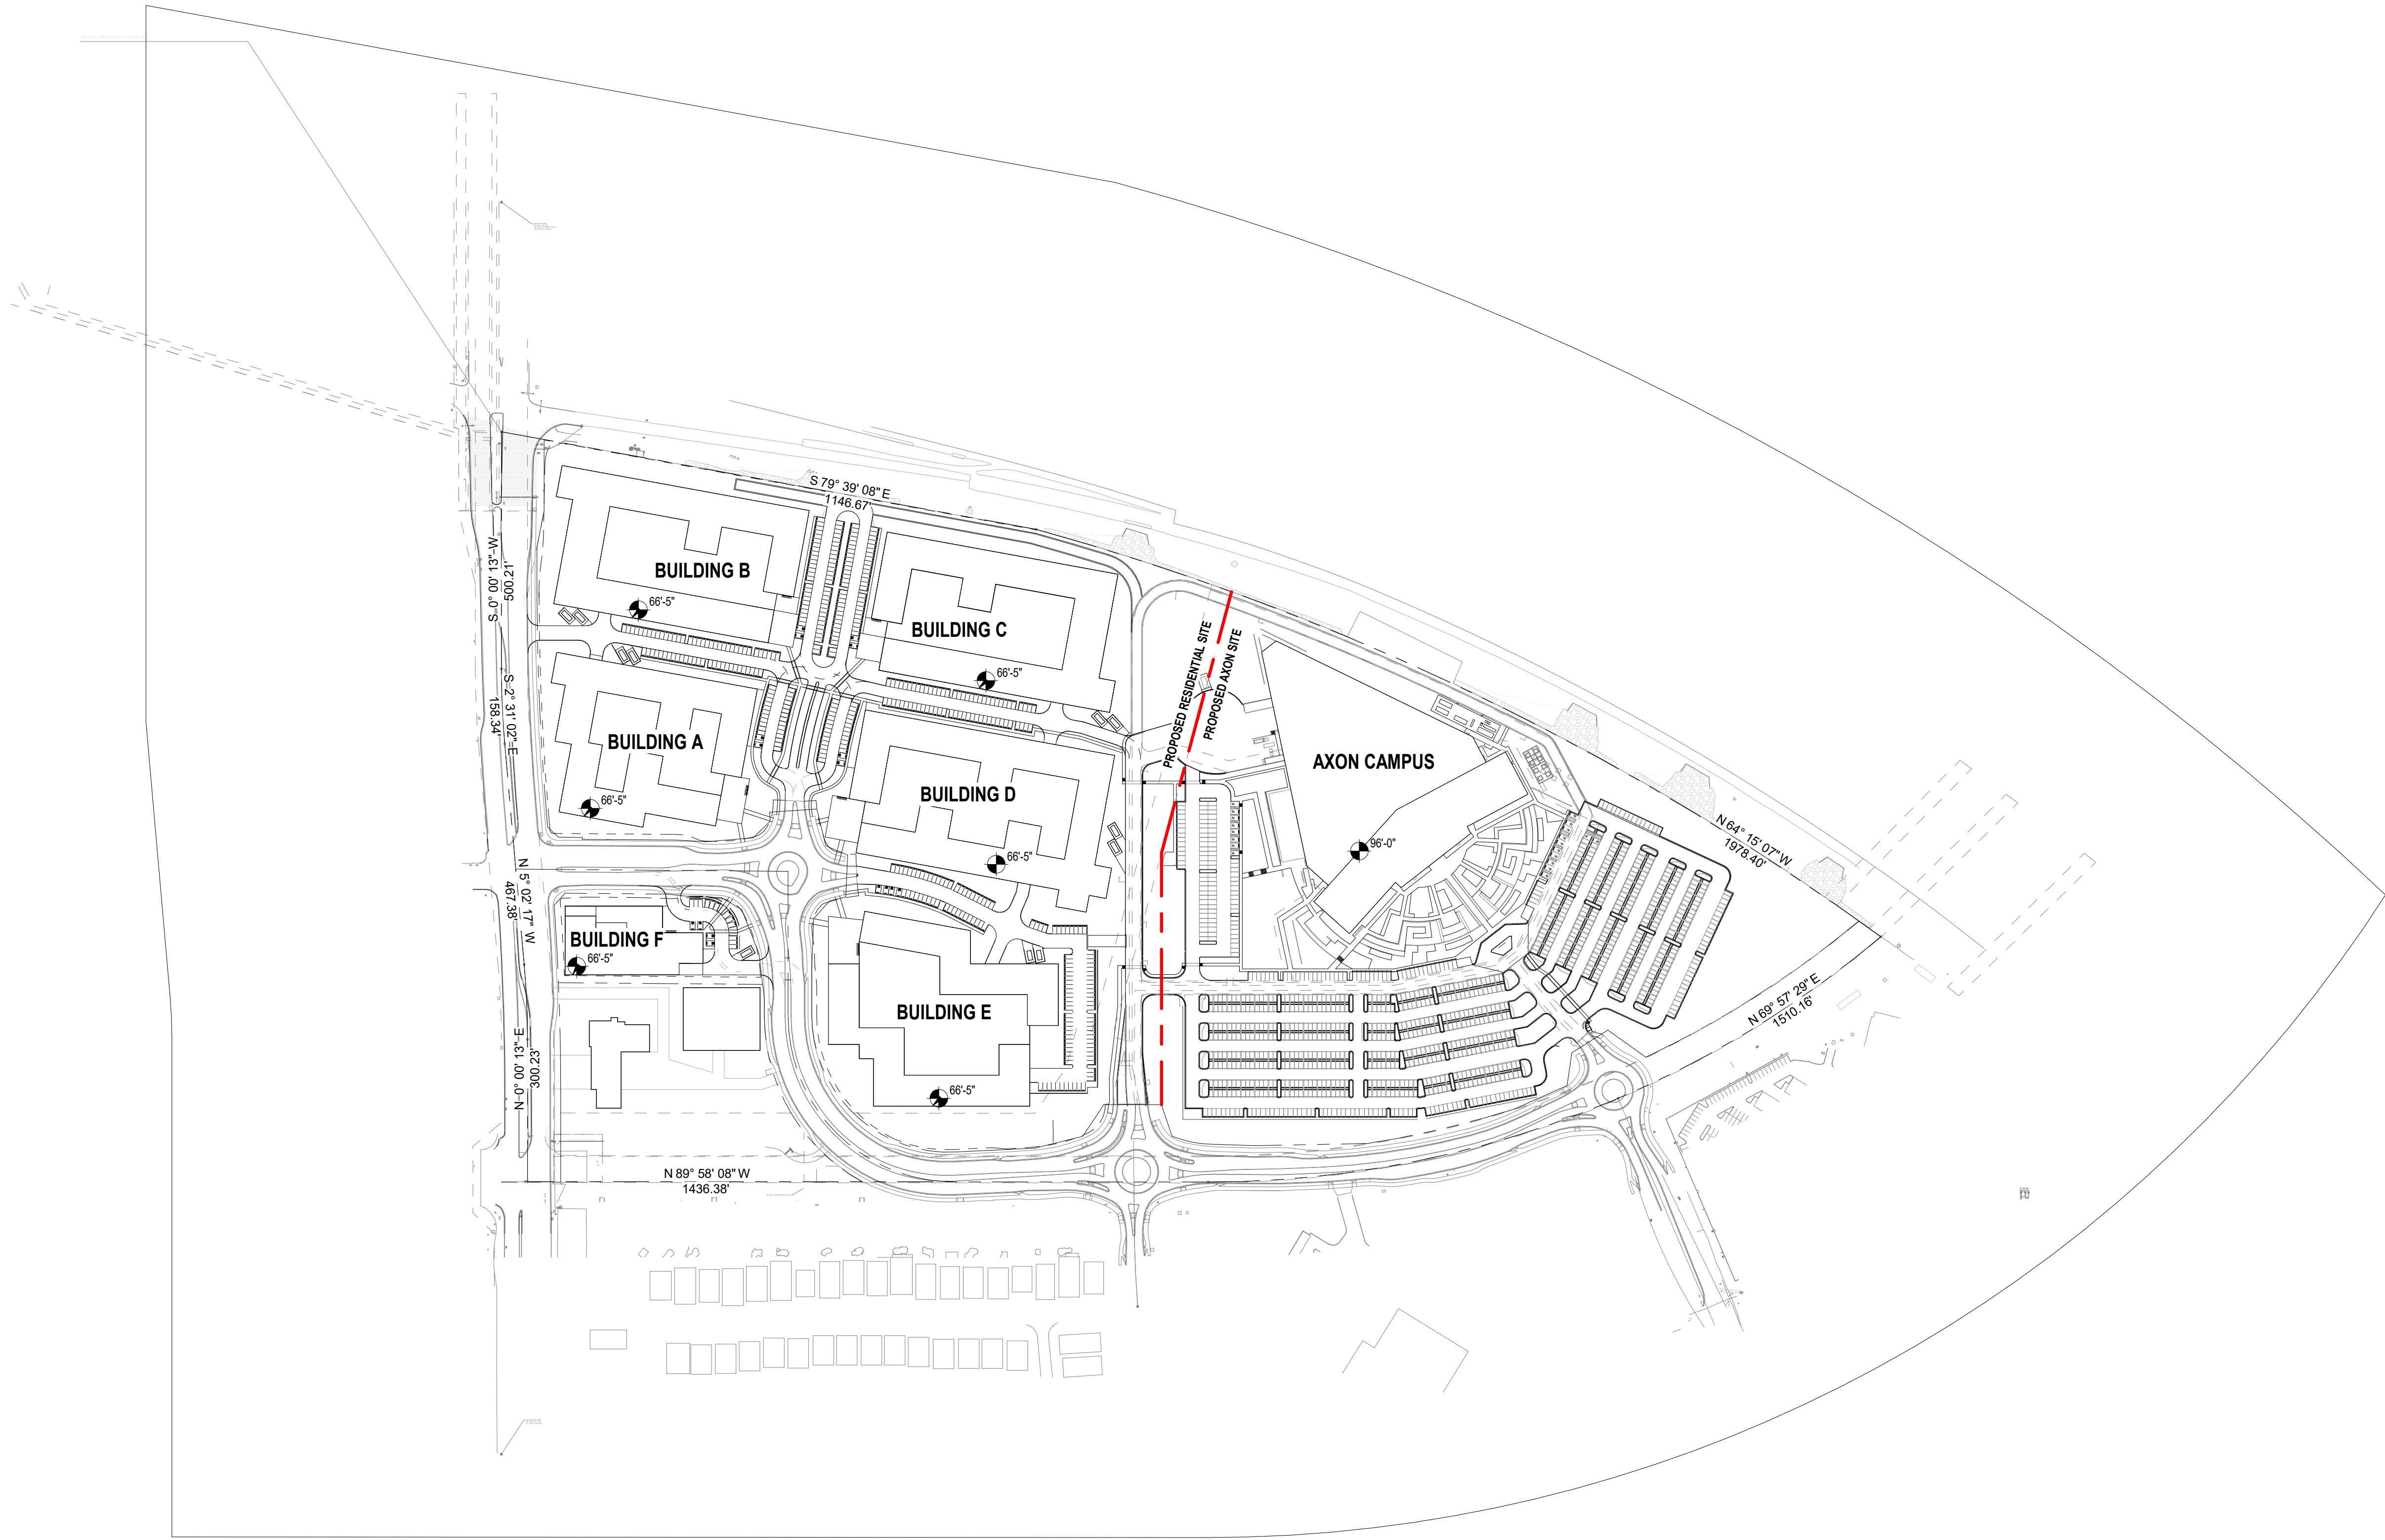 S 79° 39' 08" E
1146.67'
S 0° 00' 13" W
500.21'
BUILDING B
66'-5"
BUILDING C
66'-5"
PROPOSED RESIDENTIAL SITE
PROPOSED AXON SITE
S 2° 31' 02" E
158.34'
BUILDING A
66'-5"
AXON CAMPUS
96'-0"
BUILDING D
66'-5"
N 64° 15' 07" W
1978.40'
N 5° 02' 17" W
467.38'
BUILDING F
66'-5"
BUILDING E
66'-5"
N 69° 57' 29" E
1510.16'
N 0° 00' 13" E
300.23'
N 89° 58' 08" W
1436.38'